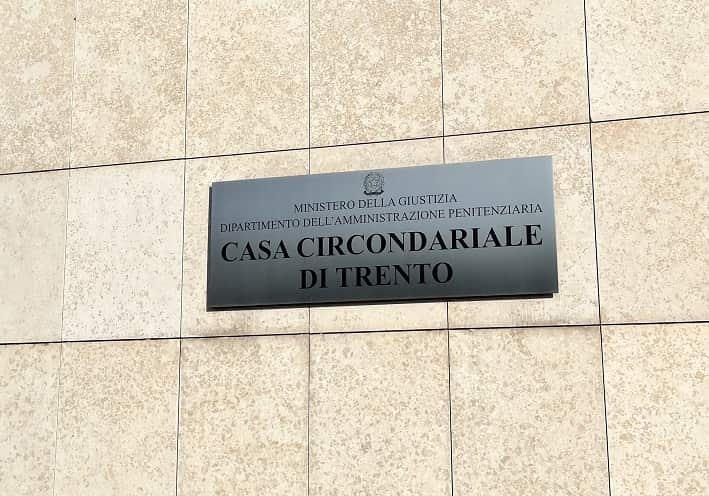 MINISTERO DELLA GIUSTIZIA
DIPARTIMENTO DELL'AMMINISTRAZIONE PENITENZIARIA
CASA CIRCONDARIALE
DI TRENTO